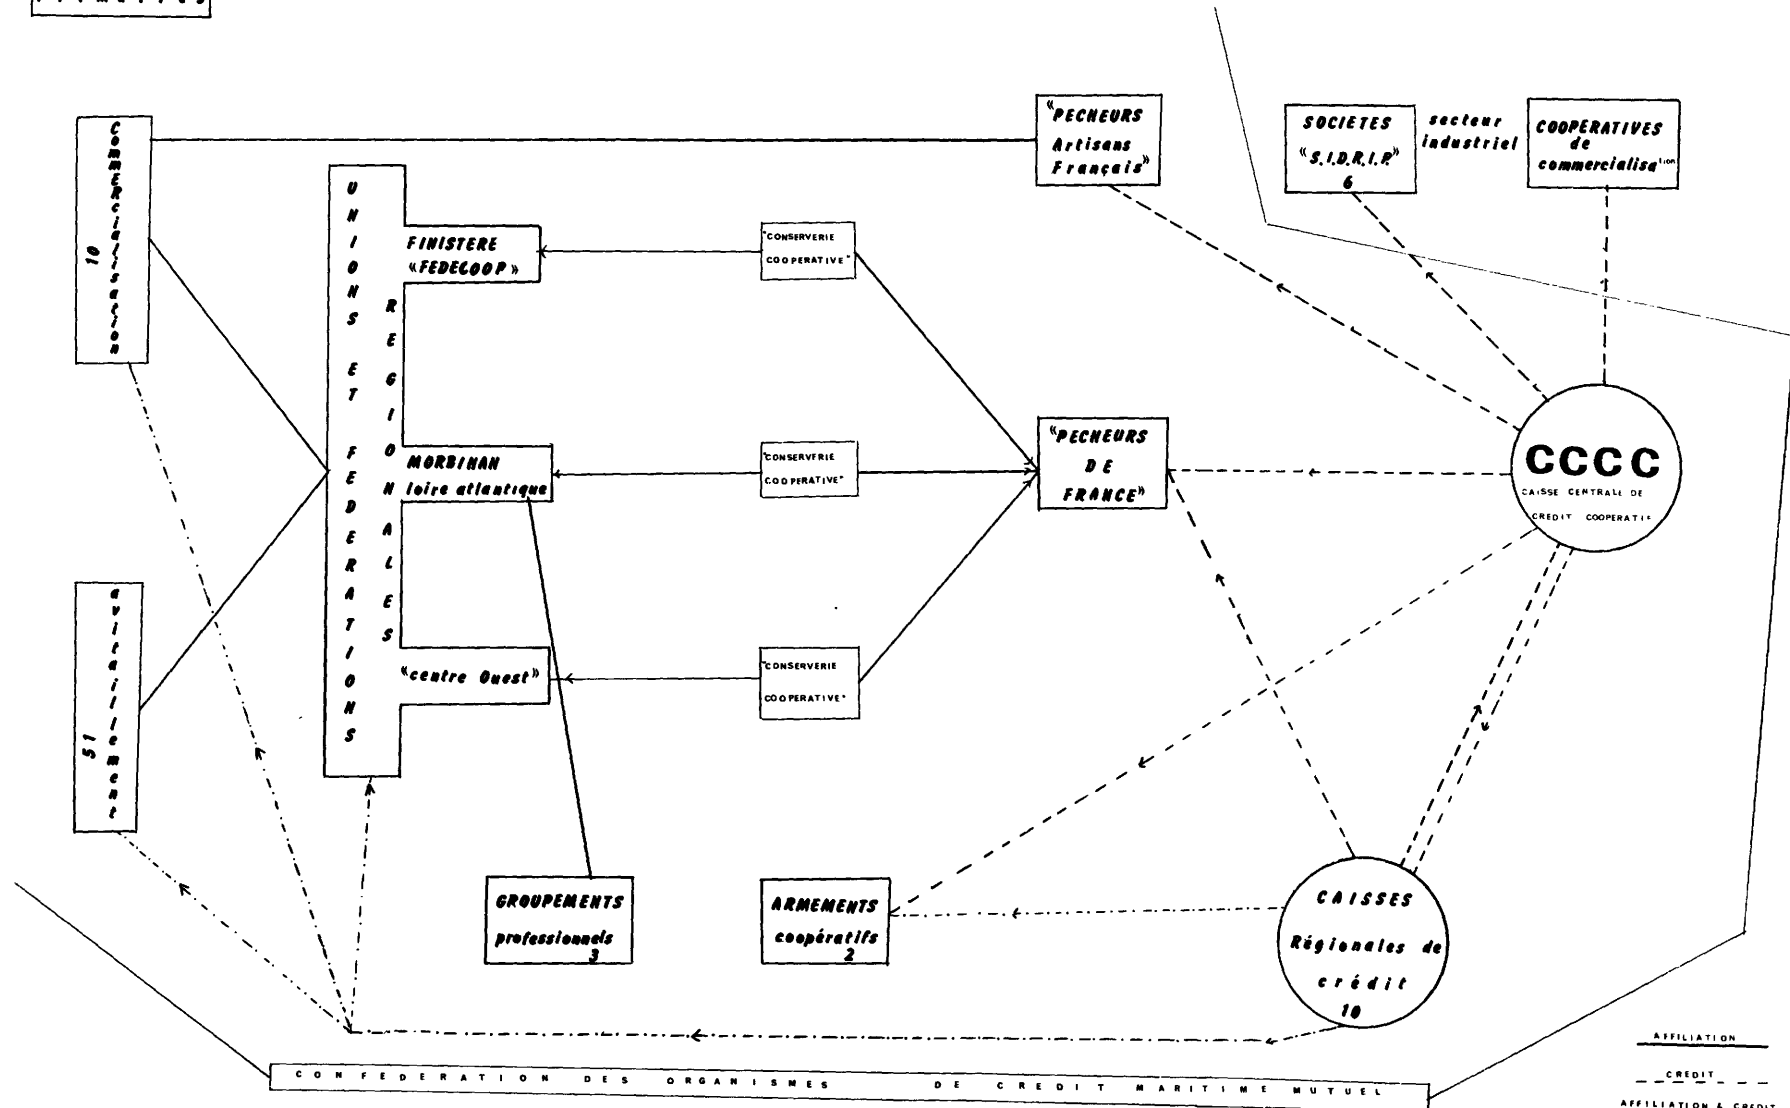 «PECHEURS
Artisans
Français»
SOCIETES
«S.I.D.R.I.P.»
6
secteur
industriel
COOPÉRATIVES
de
commercialisation
COMMERcialisation
10
UNIONS ET FEDERATIONS
REGIONALES
FINISTERE
«FEDECOOP»
"CONSERVERIE
COOPERATIVE"
MORBIHAN
loire atlantique
"CONSERVERIE
COOPERATIVE"
«PECHEURS
DE
FRANCE»
CCCC
CAISSE CENTRALE DE
CREDIT COOPERATIF
avitaillement
51
«centre Ouest»
"CONSERVERIE
COOPERATIVE"
GROUPEMENTS
professionnels
3
ARMEMENTS
coopératifs
2
CAISSES
Régionales de
crédit
10
CONFEDERATION DES ORGANISMES DE CREDIT MARITIME MUTUEL
AFFILIATION
CREDIT
AFFILIATION & CREDIT